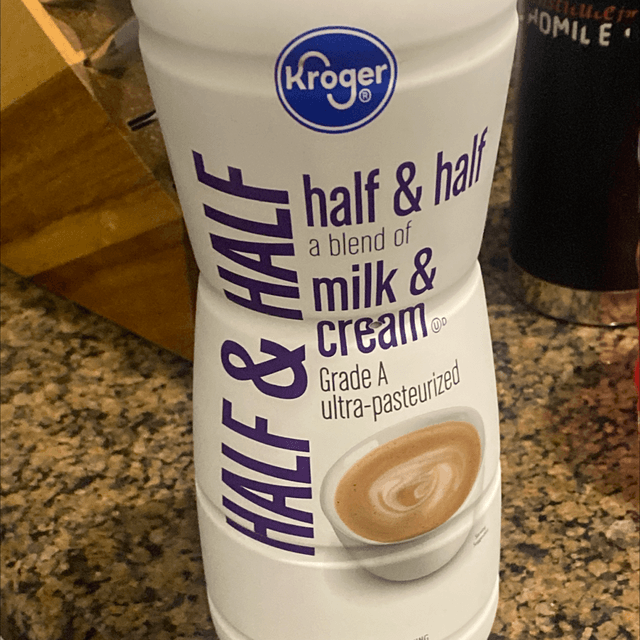 Kroger®
HALF & HALF
half & half
a blend of
milk &
cream
Grade A
ultra-pasteurized